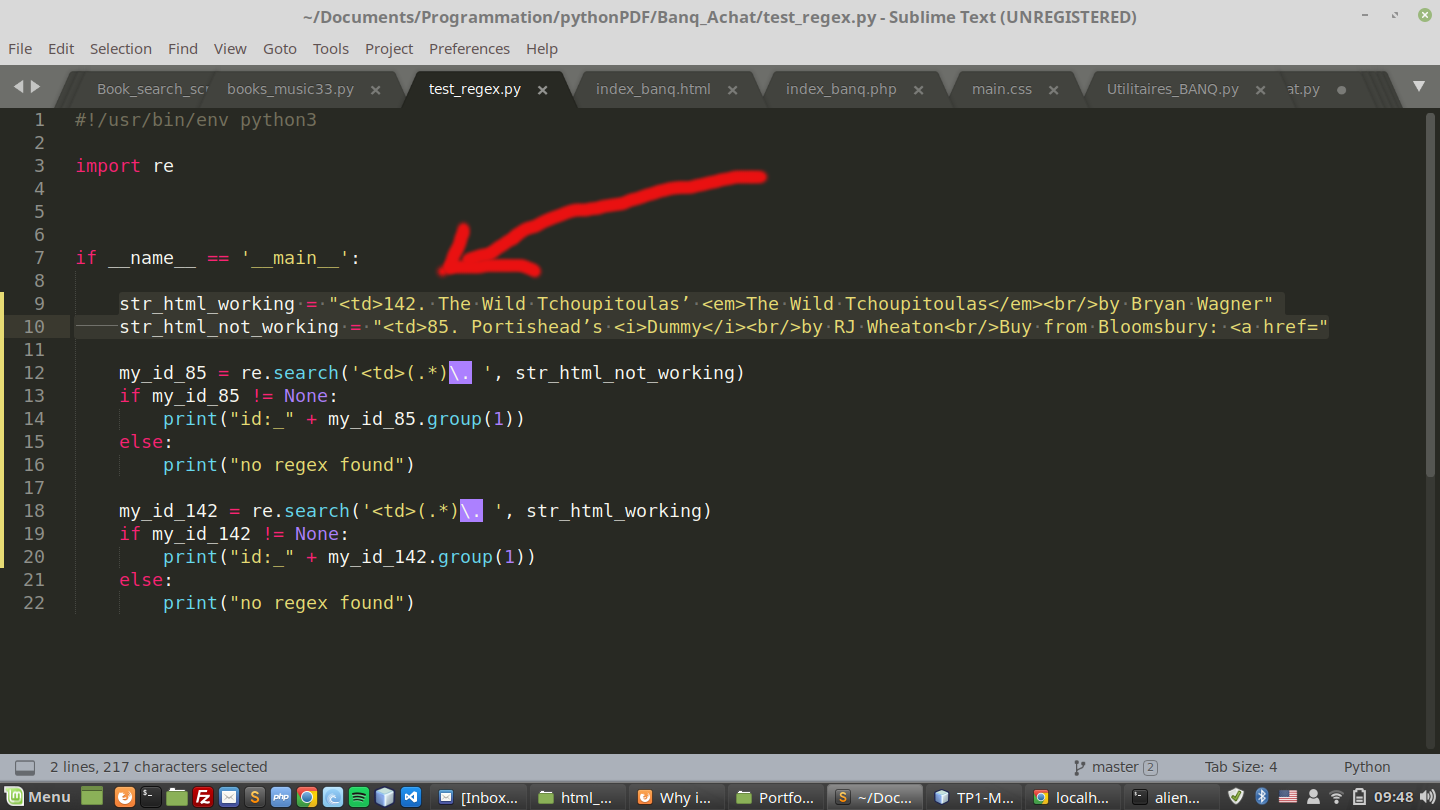 ~/Documents/Programmation/pythonPDF/Banq_Achat/test_regex.py - Sublime Text (UNREGISTERED)
File Edit Selection Find View Goto Tools Project Preferences Help
Book_search_scr books_music33.py test_regex.py index_banq.html index_banq.php main.css Utilitaires_BANQ.py at.py
1 #!/usr/bin/env python3
2
3 import re
4
5
6
7 if __name__ == '__main__':
8
9 str_html_working = "<td>142. The Wild Tchoupitoulas’ <em>The Wild Tchoupitoulas</em><br/>by Bryan Wagner"
10 str_html_not_working = "<td>85. Portishead’s <i>Dummy</i><br/>by RJ Wheaton<br/>Buy from Bloomsbury: <a href="
11
12 my_id_85 = re.search('<td>(.*)\. ', str_html_not_working)
13 if my_id_85 != None:
14 print("id:_" + my_id_85.group(1))
15 else:
16 print("no regex found")
17
18 my_id_142 = re.search('<td>(.*)\. ', str_html_working)
19 if my_id_142 != None:
20 print("id:_" + my_id_142.group(1))
21 else:
22 print("no regex found")
2 lines, 217 characters selected master 2 Tab Size: 4 Python
Menu [Inbox... html_... Why i... Portfo... ~/Doc... TP1-M... localh... alien... 09:48